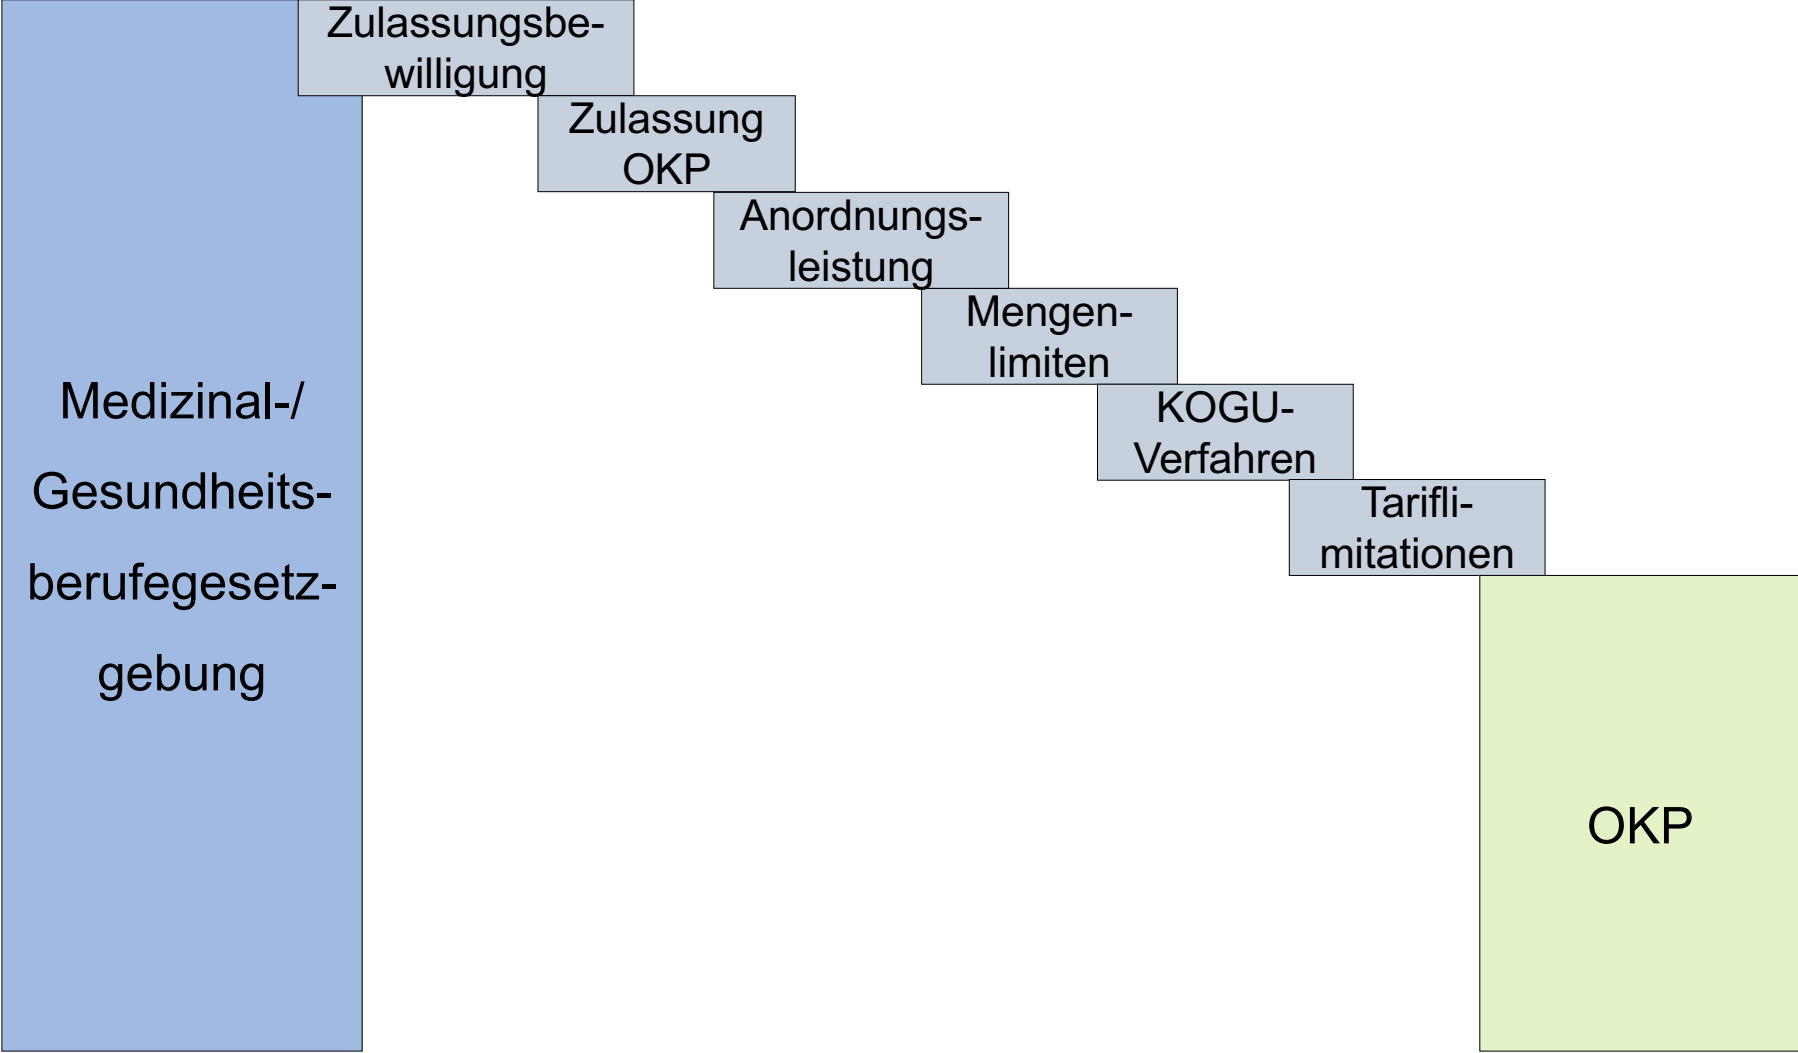 Zulassungsbe-
willigung
Zulassung
OKP
Anordnungs-
leistung
Mengen-
limiten
KOGU-
Verfahren
Tarifli-
mitationen
Medizinal-/
Gesundheits-
berufegesetz-
gebung
OKP